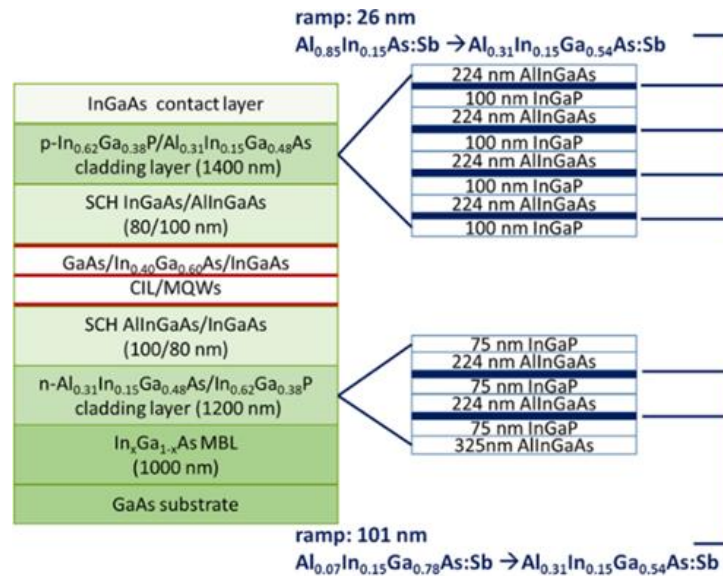 ramp: 26 nm
Al0.85In0.15As:Sb → Al0.31In0.15Ga0.54As:Sb
InGaAs contact layer
p-In0.62Ga0.38P/Al0.31In0.15Ga0.48As
cladding layer (1400 nm)
SCH InGaAs/AlInGaAs
(80/100 nm)
GaAs/In0.40Ga0.60As/InGaAs
CIL/MQWs
SCH AlInGaAs/InGaAs
(100/80 nm)
n-Al0.31In0.15Ga0.48As/In0.62Ga0.38P
cladding layer (1200 nm)
InxGa1-xAs MBL
(1000 nm)
GaAs substrate
224 nm AlInGaAs
100 nm InGaP
224 nm AlInGaAs
100 nm InGaP
224 nm AlInGaAs
100 nm InGaP
224 nm AlInGaAs
100 nm InGaP
75 nm InGaP
224 nm AlInGaAs
75 nm InGaP
224 nm AlInGaAs
75 nm InGaP
325nm AlInGaAs
ramp: 101 nm
Al0.07In0.15Ga0.78As:Sb → Al0.31In0.15Ga0.54As:Sb